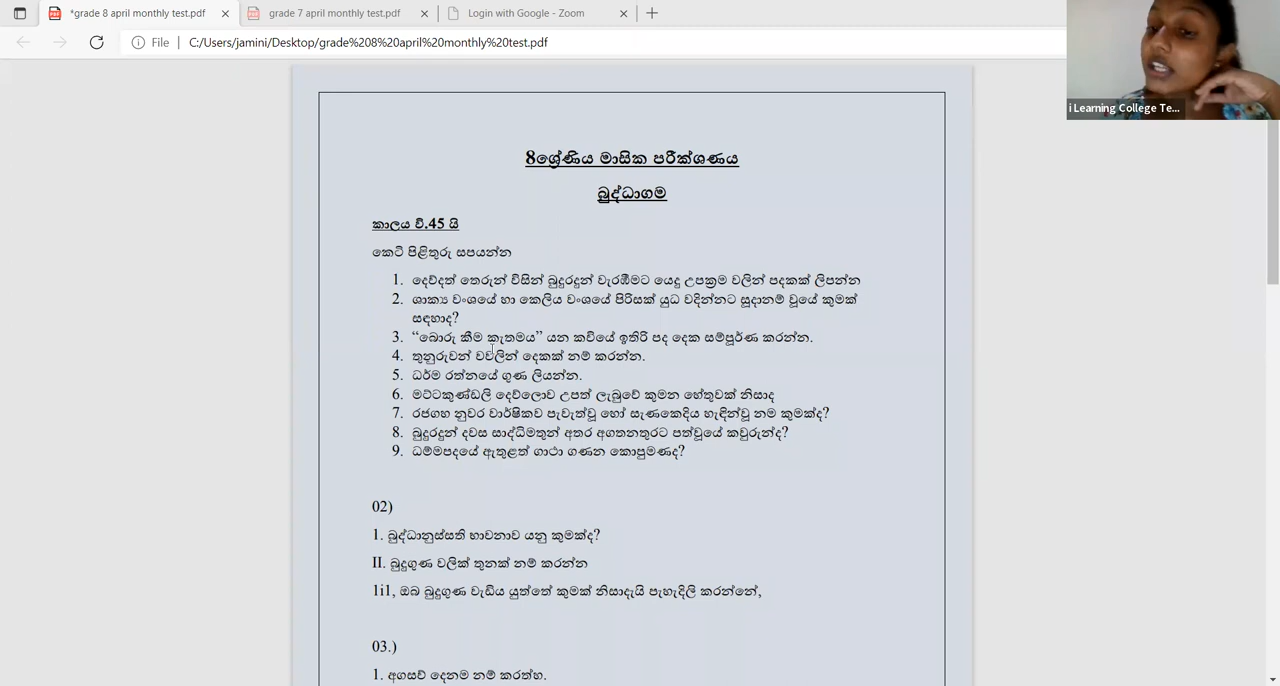 *grade 8 april monthly test.pdf
grade 7 april monthly test.pdf
Login with Google - Zoom
File
C:/Users/jamini/Desktop/grade%208%20april%20monthly%20test.pdf
i Learning College Te...
8ශ්‍රේණිය මාසික පරීක්ශණය
බුද්ධාගම
කාලය වි.45 යි
කෙටි පිළිතුරු සපයන්න
1. දෙව්දත් තෙරුන් විසින් බුදුරදුන් වැරඹීමට යෙදු උපක්‍රම වලින් පදකක් ලිපන්න
2. ශාක්‍ය වංශයේ හා කෙලිය වංශයේ පිරිසක් යුධ වදින්නට සූදානම් වූයේ කුමක්
සඳහාද?
3. “බොරු කීම කැතමය” යන කවියේ ඉතිරි පද දෙක සම්පූර්ණ කරන්න.
4. තුනුරුවන් වවලින් දෙකක් නම් කරන්න.
5. ධර්ම රත්නයේ ගුණ ලියන්න.
6. මට්ටකුණ්ඩලි දෙව්ලොව උපත් ලැබුවේ කුමන හේතුවක් නිසාද
7. රජගහ නුවර වාර්ෂිකව පැවැත්වූ හෝ සැණකෙදිය හැඳින්වූ නම කුමක්ද?
8. බුදුරදුන් දවස සාද්ධිමතුන් අතර අගතනතුරට පත්වූයේ කවුරුන්ද?
9. ධම්මපදයේ ඇතුළත් ගාථා ගණන කොපුමණද?
02)
1. බුද්ධානුස්සති භාවනාව යනු කුමක්ද?
II. බුදුගුණ වලික් තුනක් නම් කරන්න
1i1, ඔබ බුදුගුණ වැඩිය යුත්තේ කුමක් නිසාදැයි පැහැදිලි කරන්නේ,
03.)
1. අගසව් දෙනම නම් කරත්හ.